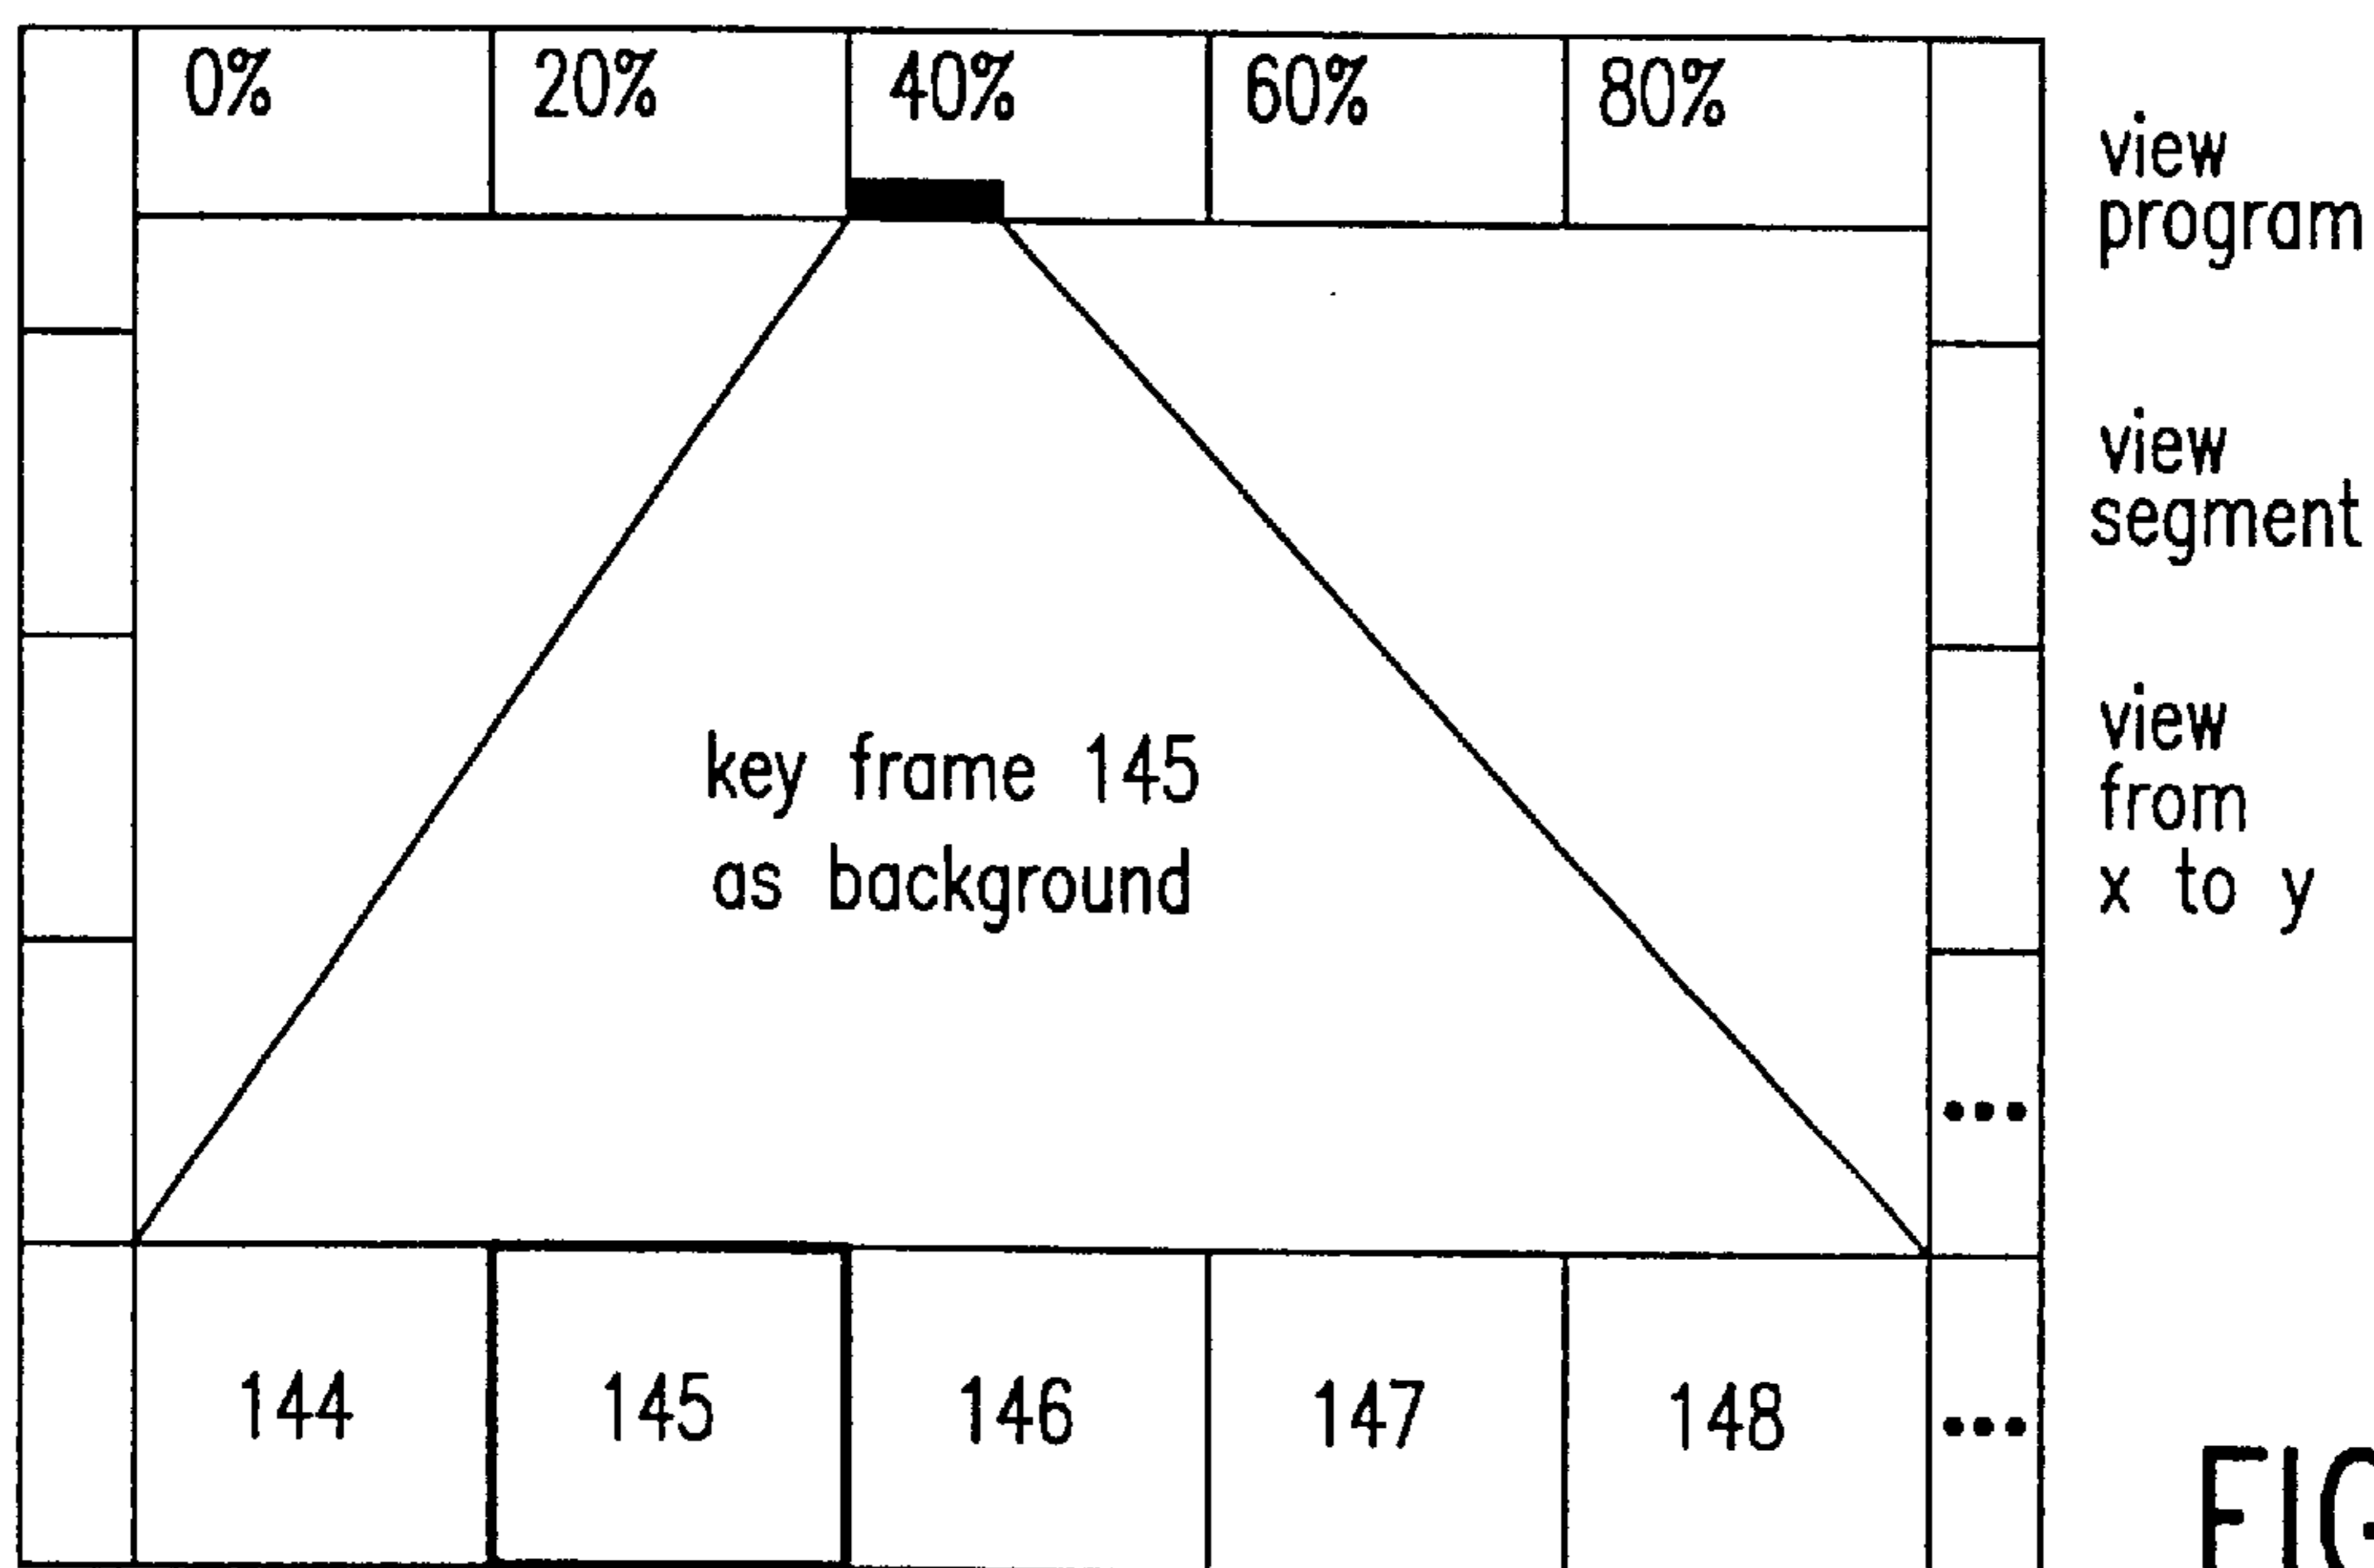 0% 20% 40% 60% 80%
view
program
view
segment
view
from
x to y
key frame 145
as background
•••
144 145 146 147 148 •••